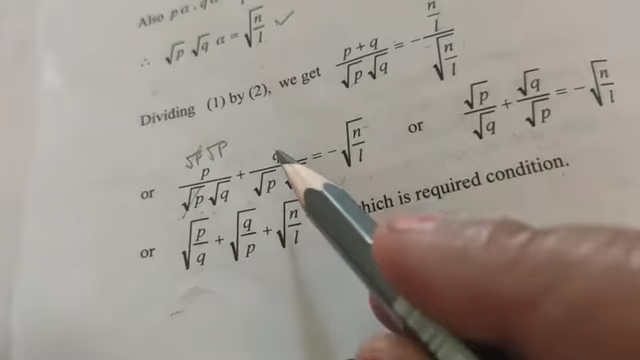 Also p α . q
∴ √p √q α = √(n/l) ✓
Dividing (1) by (2), we get (p + q)/(√p √q) = − (n/l)/√(n/l)
√p √p
or p/(√p √q) + q/(√p √ = − √(n/l) or √p/√q + √q/√p = − √(n/l)
or √(p/q) + √(q/p) + √(n/l) which is required condition.